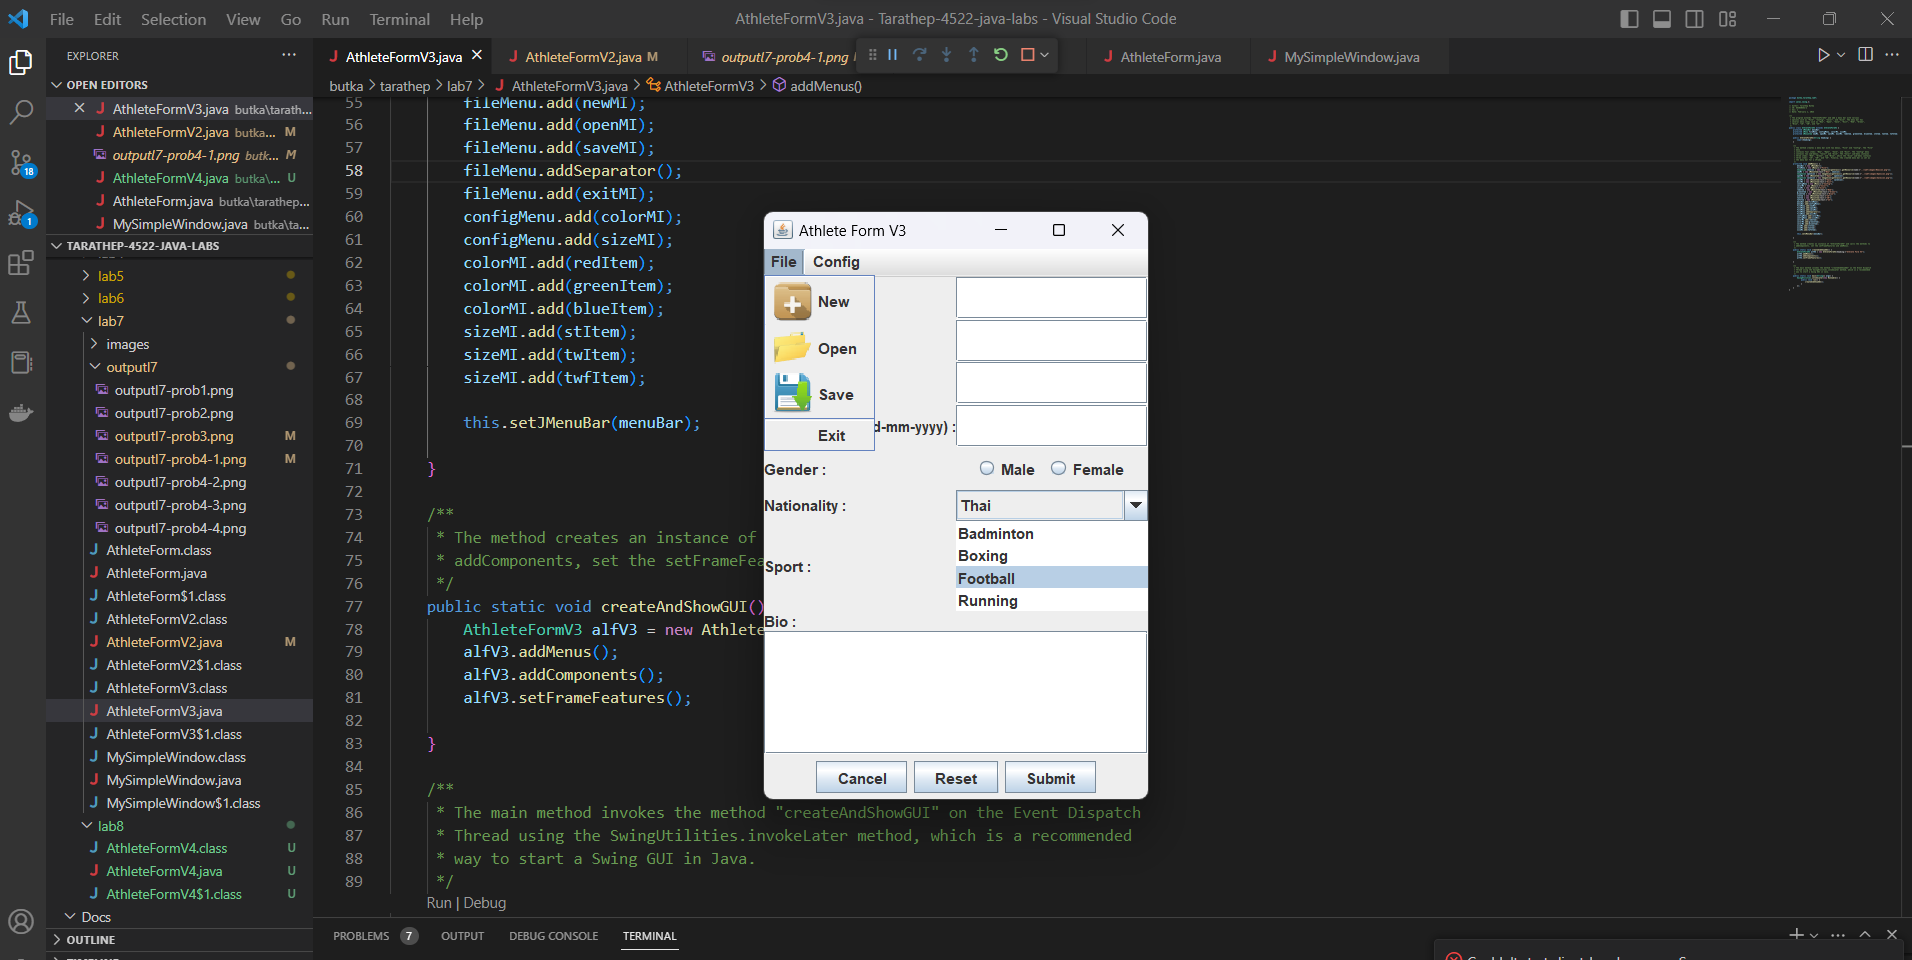 File Edit Selection View Go Run Terminal Help
AthleteFormV3.java - Tarathep-4522-java-labs - Visual Studio Code
EXPLORER
OPEN EDITORS
AthleteFormV3.java butka\tarath...
AthleteFormV2.java butka... M
outputl7-prob4-1.png butk... M
AthleteFormV4.java butka\... U
AthleteForm.java butka\tarathep...
MySimpleWindow.java butka\ta...
TARATHEP-4522-JAVA-LABS
lab5
lab6
lab7
images
outputl7
outputl7-prob1.png
outputl7-prob2.png
outputl7-prob3.png M
outputl7-prob4-1.png M
outputl7-prob4-2.png
outputl7-prob4-3.png
outputl7-prob4-4.png
AthleteForm.class
AthleteForm.java
AthleteForm$1.class
AthleteFormV2.class
AthleteFormV2.java M
AthleteFormV2$1.class
AthleteFormV3.class
AthleteFormV3.java
AthleteFormV3$1.class
MySimpleWindow.class
MySimpleWindow.java
MySimpleWindow$1.class
lab8
AthleteFormV4.class U
AthleteFormV4.java U
AthleteFormV4$1.class U
Docs
OUTLINE
18
1
AthleteFormV3.java AthleteFormV2.java M outputl7-prob4-1.png AthleteForm.java MySimpleWindow.java
butka > tarathep > lab7 > AthleteFormV3.java > AthleteFormV3 > addMenus()
55 fileMenu.add(newMI);
56 fileMenu.add(openMI);
57 fileMenu.add(saveMI);
58 fileMenu.addSeparator();
59 fileMenu.add(exitMI);
60 configMenu.add(colorMI);
61 configMenu.add(sizeMI);
62 colorMI.add(redItem);
63 colorMI.add(greenItem);
64 colorMI.add(blueItem);
65 sizeMI.add(stItem);
66 sizeMI.add(twItem);
67 sizeMI.add(twfItem);
68
69 this.setJMenuBar(menuBar);
70
71 }
72
73 /**
74 * The method creates an instance of
75 * addComponents, set the setFrameFea
76 */
77 public static void createAndShowGUI()
78 AthleteFormV3 alfV3 = new Athlete
79 alfV3.addMenus();
80 alfV3.addComponents();
81 alfV3.setFrameFeatures();
82
83 }
84
85 /**
86 * The main method invokes the method "createAndShowGUI" on the Event Dispatch
87 * Thread using the SwingUtilities.invokeLater method, which is a recommended
88 * way to start a Swing GUI in Java.
89 */
Run | Debug
Athlete Form V3
File Config
New
Open
Save
Exit
d-mm-yyyy) :
Gender : Male Female
Nationality : Thai
Sport :
Badminton
Boxing
Football
Running
Bio :
Cancel Reset Submit
PROBLEMS 7 OUTPUT DEBUG CONSOLE TERMINAL